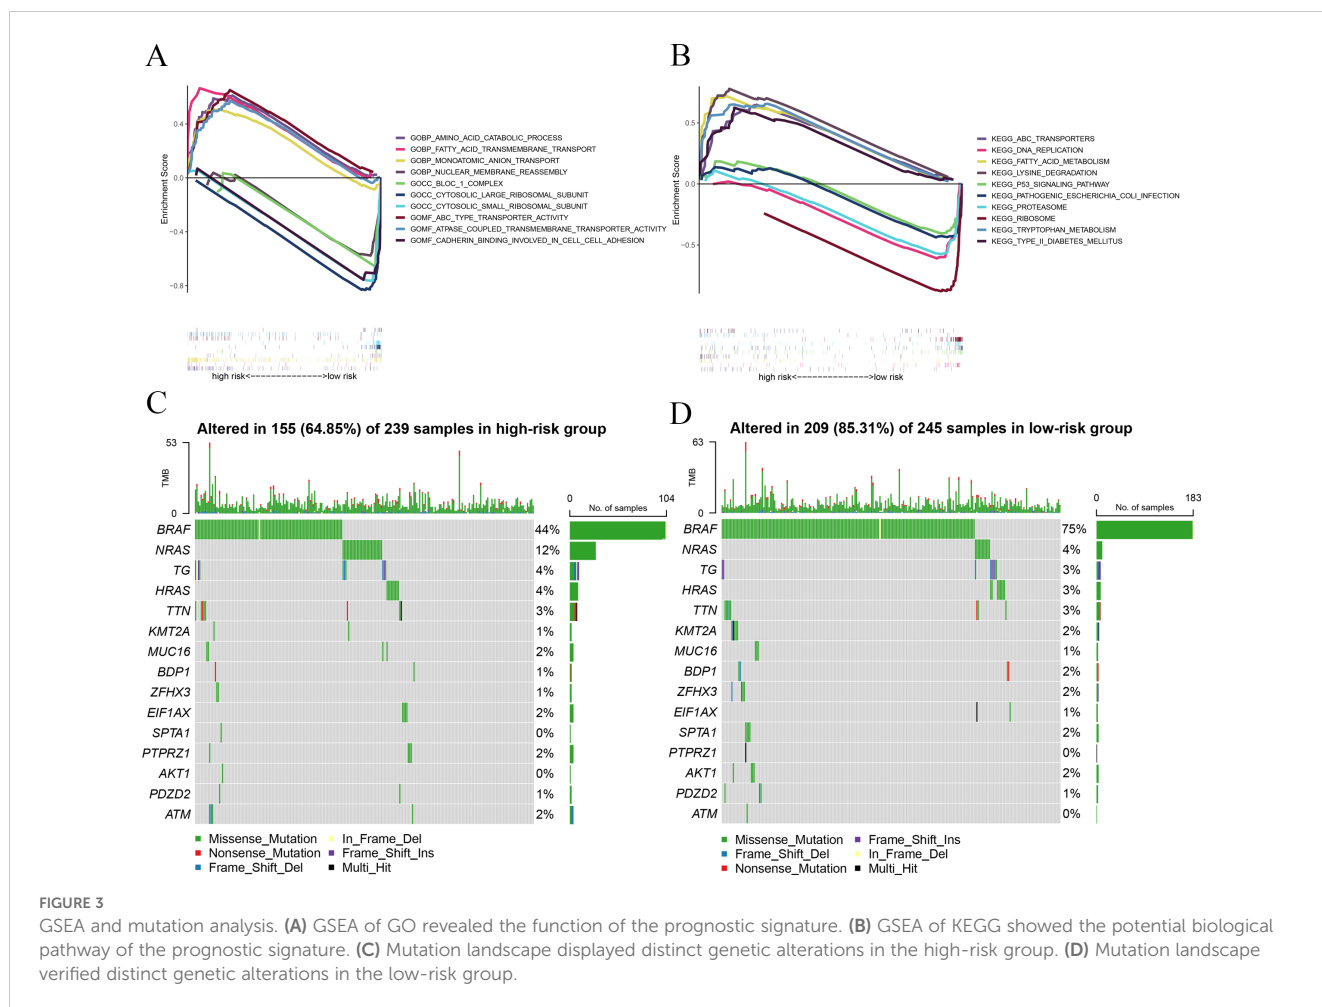 A
Enrichment Score
0.4
0.0
−0.4
−0.8
GOBP_AMINO_ACID_CATABOLIC_PROCESS
GOBP_FATTY_ACID_TRANSMEMBRANE_TRANSPORT
GOBP_MONOATOMIC_ANION_TRANSPORT
GOBP_NUCLEAR_MEMBRANE_REASSEMBLY
GOCC_BLOC_1_COMPLEX
GOCC_CYTOSOLIC_LARGE_RIBOSOMAL_SUBUNIT
GOCC_CYTOSOLIC_SMALL_RIBOSOMAL_SUBUNIT
GOMF_ABC_TYPE_TRANSPORTER_ACTIVITY
GOMF_ATPASE_COUPLED_TRANSMEMBRANE_TRANSPORTER_ACTIVITY
GOMF_CADHERIN_BINDING_INVOLVED_IN_CELL_CELL_ADHESION
high risk<--------------->low risk
B
Enrichment Score
0.5
0.0
−0.5
KEGG_ABC_TRANSPORTERS
KEGG_DNA_REPLICATION
KEGG_FATTY_ACID_METABOLISM
KEGG_LYSINE_DEGRADATION
KEGG_P53_SIGNALING_PATHWAY
KEGG_PATHOGENIC_ESCHERICHIA_COLI_INFECTION
KEGG_PROTEASOME
KEGG_RIBOSOME
KEGG_TRYPTOPHAN_METABOLISM
KEGG_TYPE_II_DIABETES_MELLITUS
high risk<--------------->low risk
C
Altered in 155 (64.85%) of 239 samples in high-risk group
TMB
53
0
0 104
No. of samples
BRAF 44%
NRAS 12%
TG 4%
HRAS 4%
TTN 3%
KMT2A 1%
MUC16 2%
BDP1 1%
ZFHX3 1%
EIF1AX 2%
SPTA1 0%
PTPRZ1 2%
AKT1 0%
PDZD2 1%
ATM 2%
Missense_Mutation In_Frame_Del
Nonsense_Mutation Frame_Shift_Ins
Frame_Shift_Del Multi_Hit
D
Altered in 209 (85.31%) of 245 samples in low-risk group
TMB
63
0
0 183
No. of samples
BRAF 75%
NRAS 4%
TG 3%
HRAS 3%
TTN 3%
KMT2A 2%
MUC16 1%
BDP1 2%
ZFHX3 2%
EIF1AX 1%
SPTA1 2%
PTPRZ1 0%
AKT1 2%
PDZD2 1%
ATM 0%
Missense_Mutation Frame_Shift_Ins
Frame_Shift_Del In_Frame_Del
Nonsense_Mutation Multi_Hit
FIGURE 3
GSEA and mutation analysis. (A) GSEA of GO revealed the function of the prognostic signature. (B) GSEA of KEGG showed the potential biological
pathway of the prognostic signature. (C) Mutation landscape displayed distinct genetic alterations in the high-risk group. (D) Mutation landscape
verified distinct genetic alterations in the low-risk group.